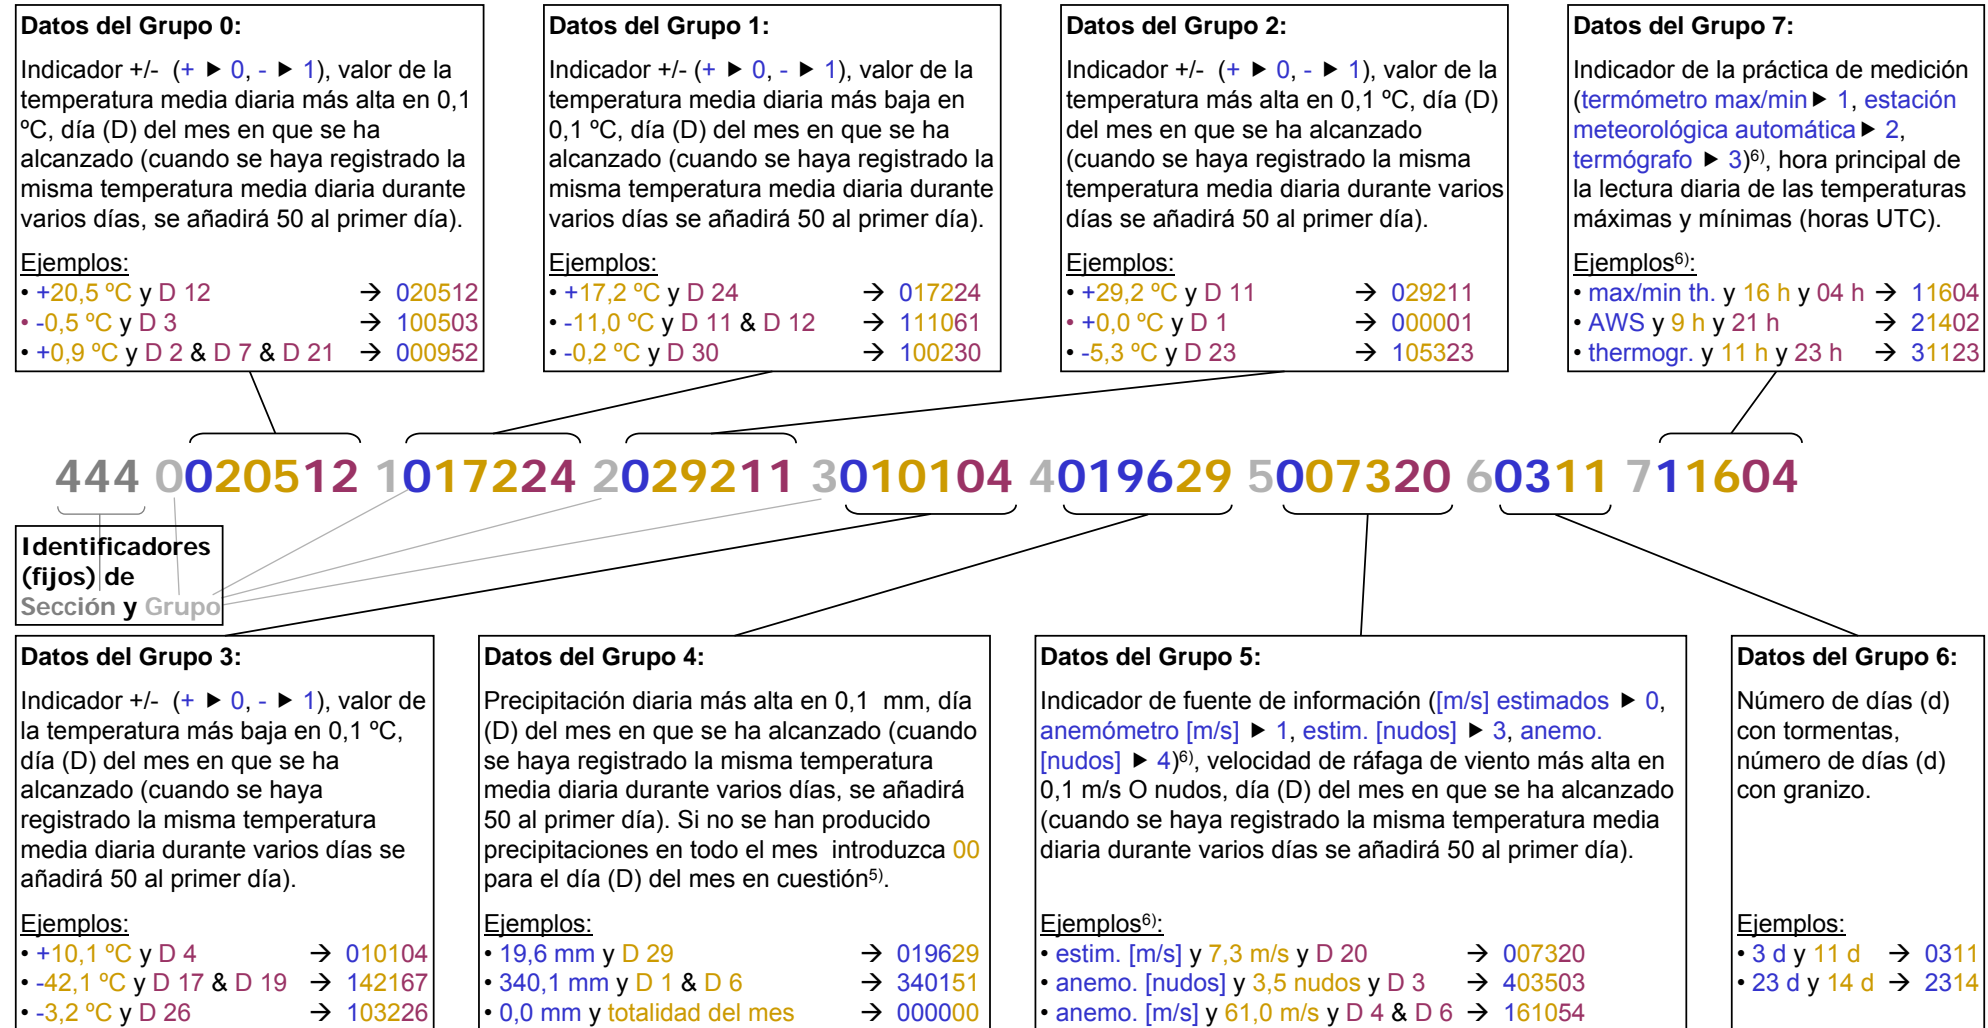 Datos del Grupo 0:
Indicador +/- (+ ► 0, - ► 1), valor de la
temperatura media diaria más alta en 0,1
ºC, día (D) del mes en que se ha
alcanzado (cuando se haya registrado la
misma temperatura media diaria durante
varios días, se añadirá 50 al primer día).
Ejemplos:
• +20,5 ºC y D 12 → 020512
• -0,5 ºC y D 3 → 100503
• +0,9 ºC y D 2 & D 7 & D 21 → 000952
Datos del Grupo 1:
Indicador +/- (+ ► 0, - ► 1), valor de la
temperatura media diaria más baja en
0,1 ºC, día (D) del mes en que se ha
alcanzado (cuando se haya registrado la
misma temperatura media diaria durante
varios días se añadirá 50 al primer día).
Ejemplos:
• +17,2 ºC y D 24 → 017224
• -11,0 ºC y D 11 & D 12 → 111061
• -0,2 ºC y D 30 → 100230
Datos del Grupo 2:
Indicador +/- (+ ► 0, - ► 1), valor de la
temperatura más alta en 0,1 ºC, día (D)
del mes en que se ha alcanzado
(cuando se haya registrado la misma
temperatura media diaria durante varios
días se añadirá 50 al primer día).
Ejemplos:
• +29,2 ºC y D 11 → 029211
• +0,0 ºC y D 1 → 000001
• -5,3 ºC y D 23 → 105323
Datos del Grupo 7:
Indicador de la práctica de medición
(termómetro max/min► 1, estación
meteorológica automática► 2,
termógrafo ► 3)6), hora principal de
la lectura diaria de las temperaturas
máximas y mínimas (horas UTC).
Ejemplos6):
• max/min th. y 16 h y 04 h → 11604
• AWS y 9 h y 21 h → 21402
• thermogr. y 11 h y 23 h → 31123
444 0020512 1017224 2029211 3010104 4019629 5007320 60311 711604
Identificadores
(fijos) de
Sección y Grupo
Datos del Grupo 3:
Indicador +/- (+ ► 0, - ► 1), valor de
la temperatura más baja en 0,1 ºC,
día (D) del mes en que se ha
alcanzado (cuando se haya
registrado la misma temperatura
media diaria durante varios días se
añadirá 50 al primer día).
Ejemplos:
• +10,1 ºC y D 4 → 010104
• -42,1 ºC y D 17 & D 19 → 142167
• -3,2 ºC y D 26 → 103226
Datos del Grupo 4:
Precipitación diaria más alta en 0,1 mm, día
(D) del mes en que se ha alcanzado (cuando
se haya registrado la misma temperatura
media diaria durante varios días, se añadirá
50 al primer día). Si no se han producido
precipitaciones en todo el mes introduzca 00
para el día (D) del mes en cuestión5).
Ejemplos:
• 19,6 mm y D 29 → 019629
• 340,1 mm y D 1 & D 6 → 340151
• 0,0 mm y totalidad del mes → 000000
Datos del Grupo 5:
Indicador de fuente de información ([m/s] estimados ► 0,
anemómetro [m/s] ► 1, estim. [nudos] ► 3, anemo.
[nudos] ► 4)6), velocidad de ráfaga de viento más alta en
0,1 m/s O nudos, día (D) del mes en que se ha alcanzado
(cuando se haya registrado la misma temperatura media
diaria durante varios días se añadirá 50 al primer día).
Ejemplos6):
• estim. [m/s] y 7,3 m/s y D 20 → 007320
• anemo. [nudos] y 3,5 nudos y D 3 → 403503
• anemo. [m/s] y 61,0 m/s y D 4 & D 6 → 161054
Datos del Grupo 6:
Número de días (d)
con tormentas,
número de días (d)
con granizo.
Ejemplos:
• 3 d y 11 d → 0311
• 23 d y 14 d → 2314